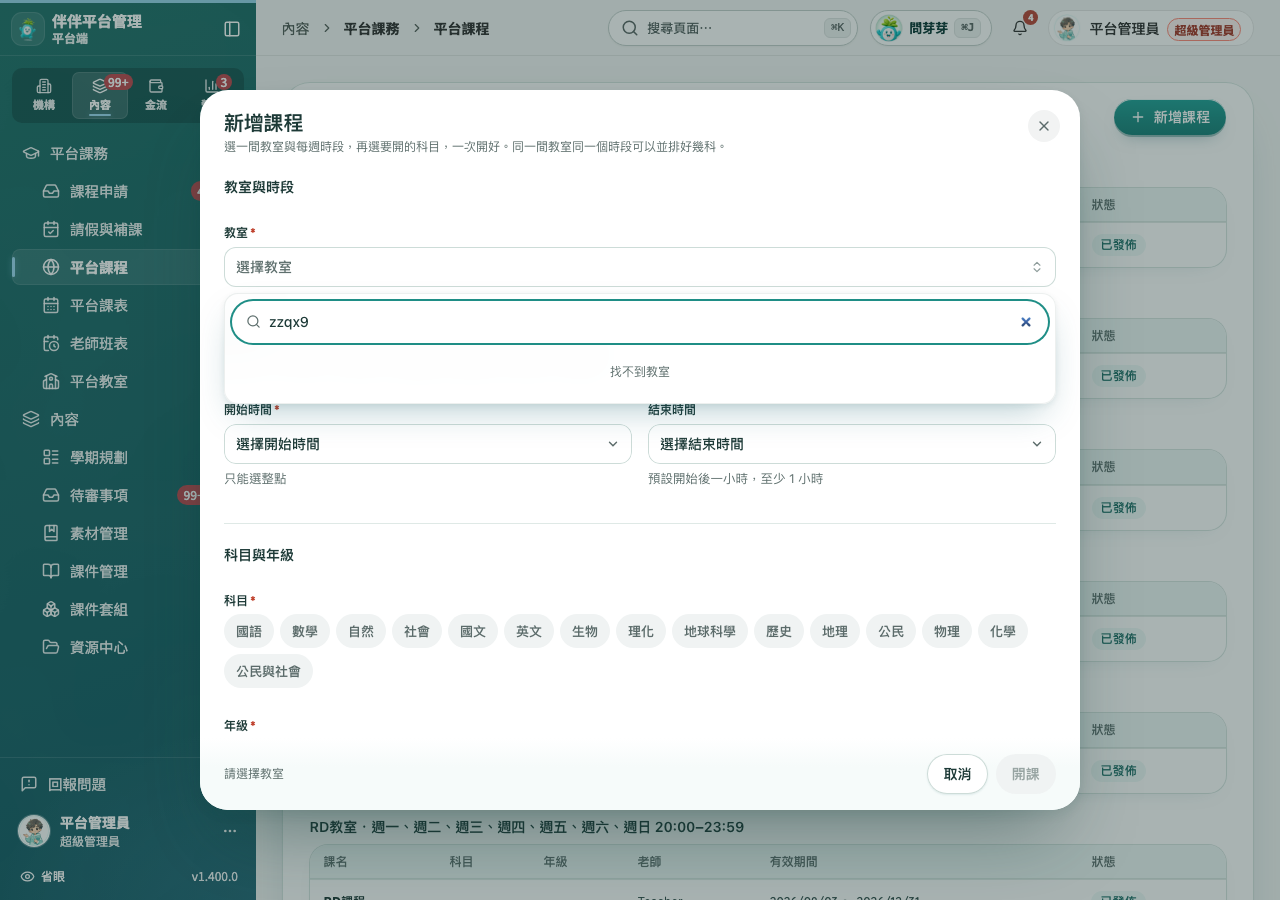 伴伴平台管理
平台端
內容
平台課務
平台課程
搜尋頁面…
⌘K
問芽芽
⌘J
4
平台管理員
超級管理員
機構
內容
99+
金流
3
新增課程
平台課務
課程申請
請假與補課
平台課程
平台課表
老師班表
平台教室
內容
學期規劃
待審事項
99+
素材管理
課件管理
課件套組
資源中心
回報問題
平台管理員
超級管理員
省眼
v1.400.0
新增課程
選一間教室與每週時段，再選要開的科目，一次開好。同一間教室同一個時段可以並排好幾科。
教室與時段
教室*
選擇教室
zzqx9
找不到教室
開始時間*
結束時間
選擇開始時間
選擇結束時間
只能選整點
預設開始後一小時，至少 1 小時
科目與年級
科目*
國語
數學
自然
社會
國文
英文
生物
理化
地球科學
歷史
地理
公民
物理
化學
公民與社會
年級*
請選擇教室
取消
開課
狀態
已發佈
狀態
已發佈
狀態
已發佈
狀態
已發佈
狀態
已發佈
RD教室 · 週一、週二、週三、週四、週五、週六、週日 20:00–23:59
課名
科目
年級
老師
有效期間
狀態
RD課程
Teacher
已發佈